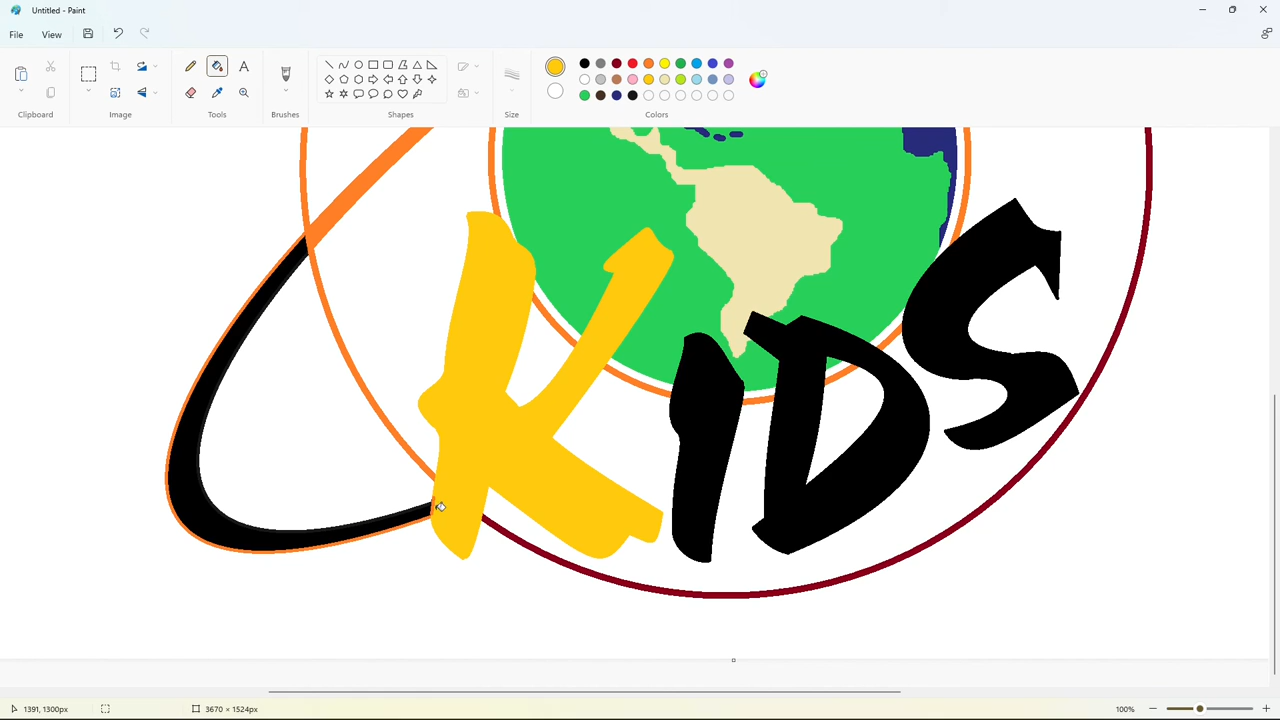 Untitled - Paint
File View
Clipboard Image Tools Brushes Shapes Size Colors
KIDS
1391, 1300px 3670 × 1524px 100%